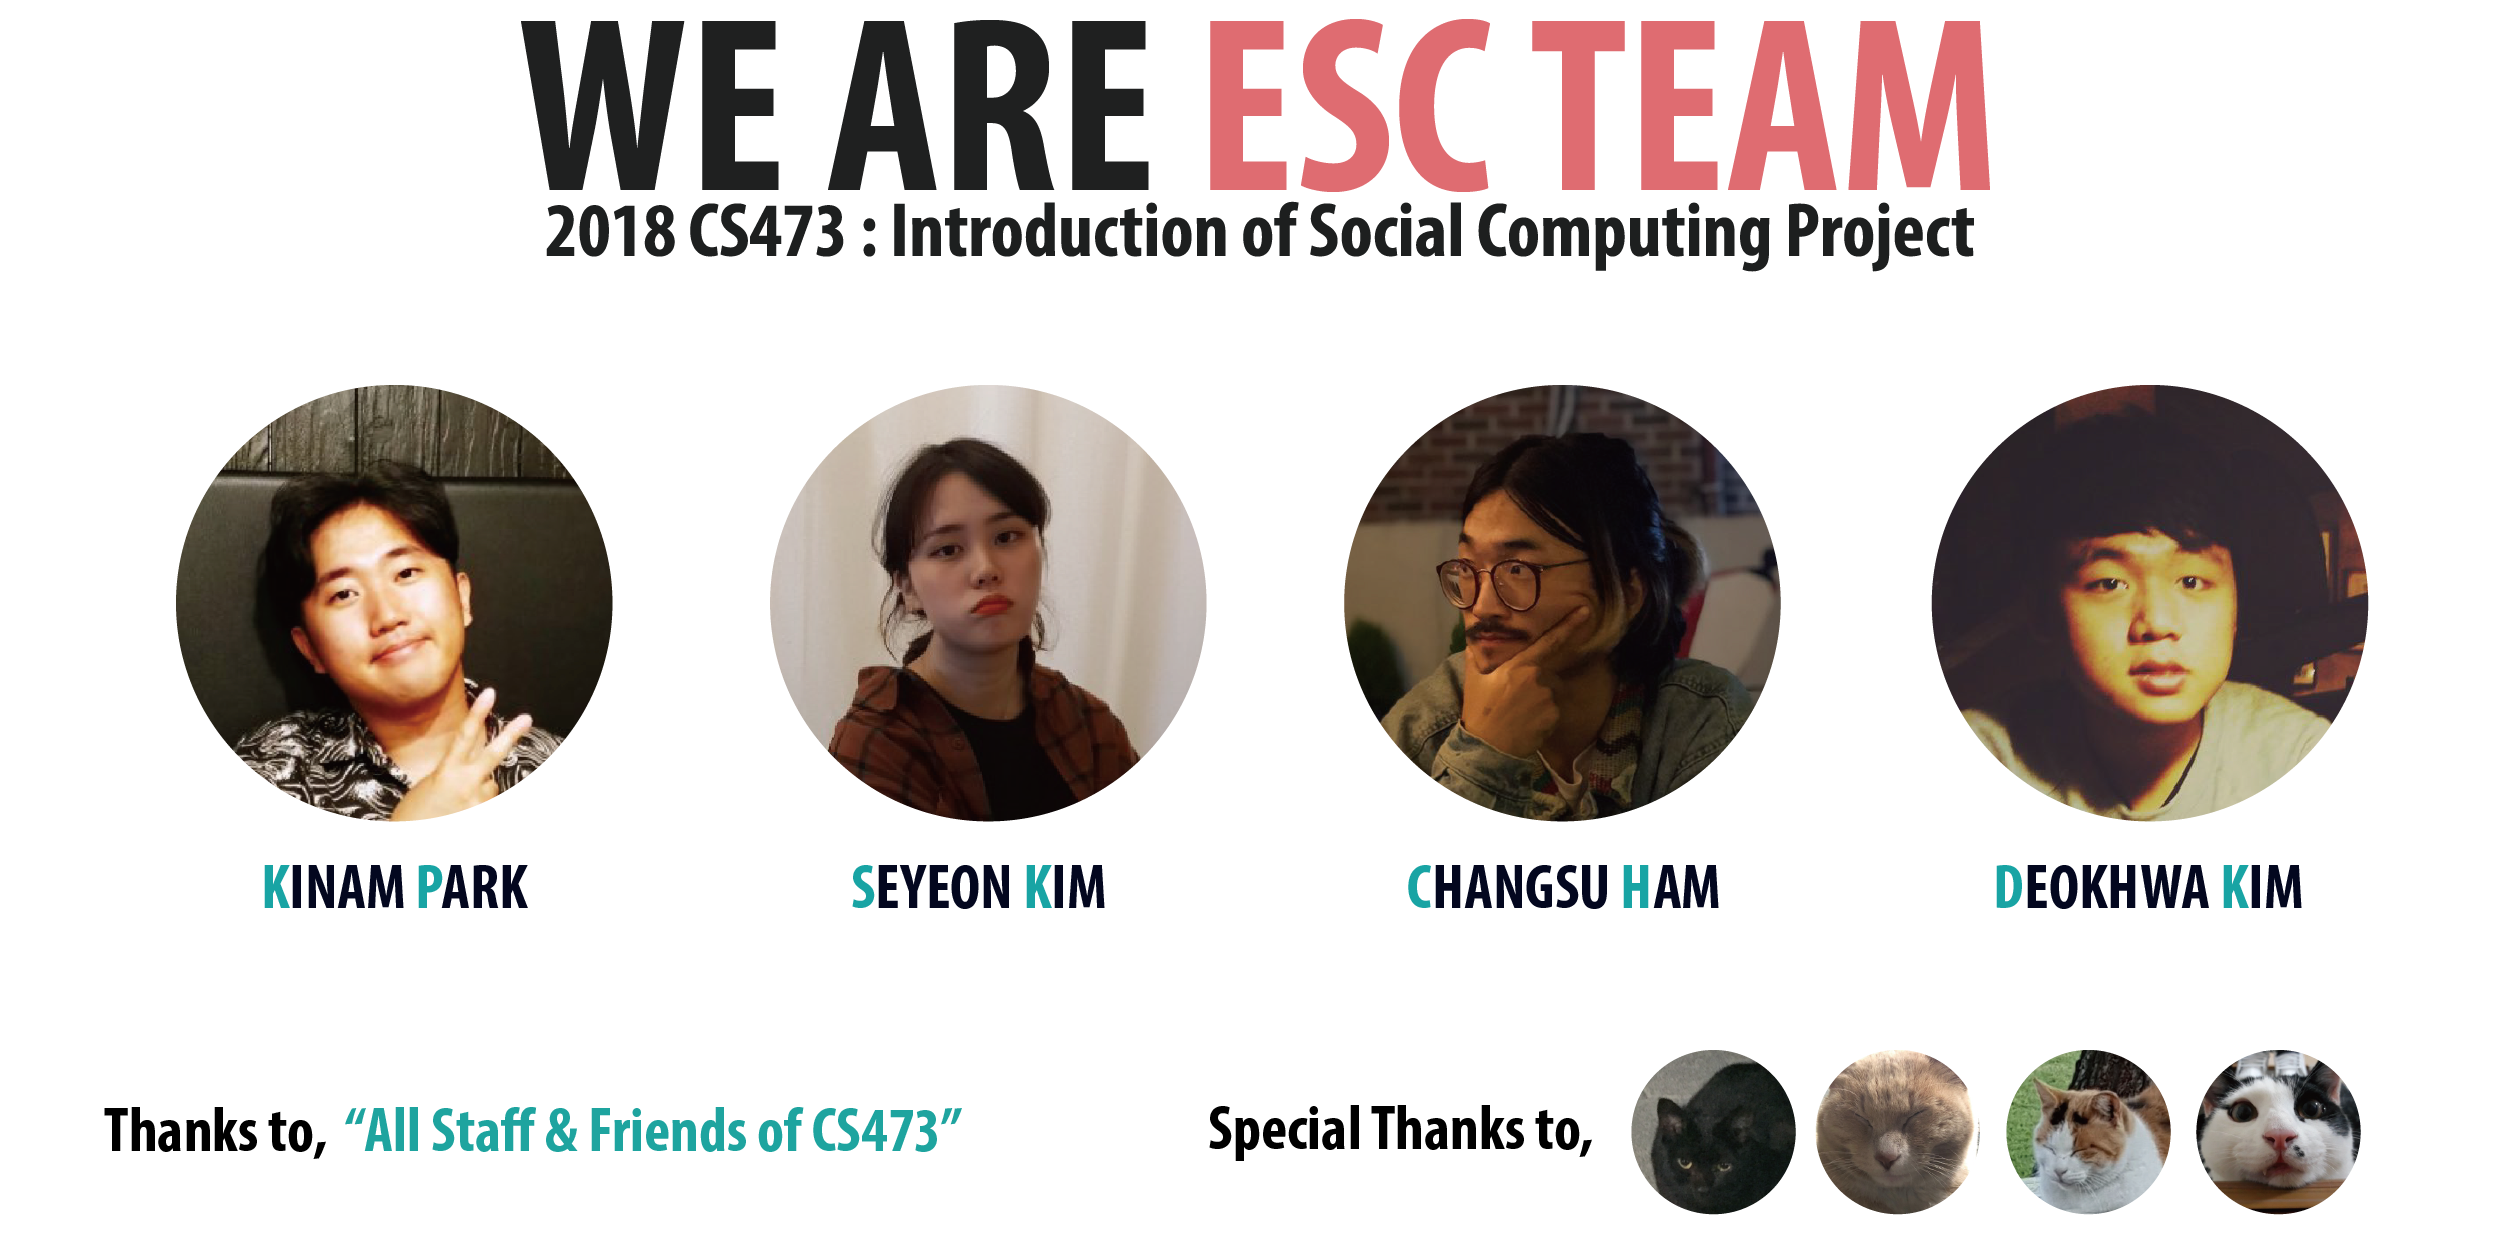 WE ARE ESC TEAM
2018 CS473 : Introduction of Social Computing Project
KINAM PARK
SEYEON KIM
CHANGSU HAM
DEOKHWA KIM
Thanks to, “All Staff & Friends of CS473”
Special Thanks to,